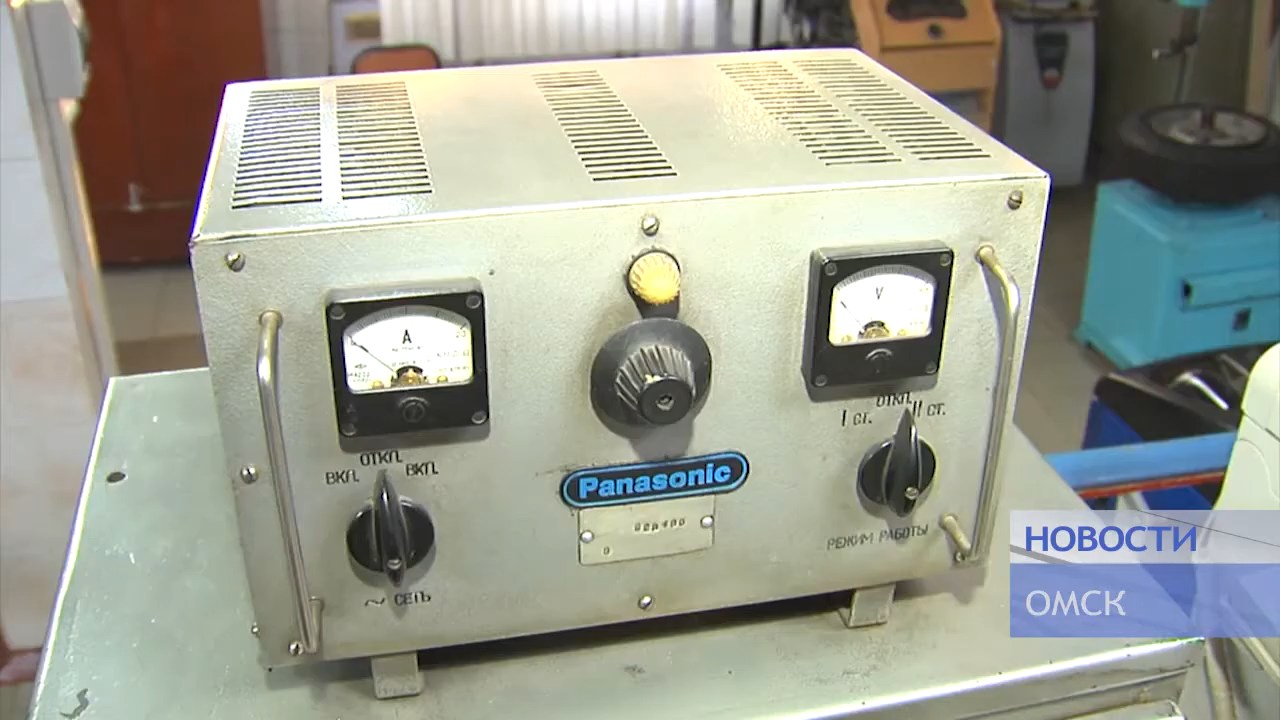 A
V
ОТКЛ.
ВКЛ. ВКЛ.
ОТКЛ.
I СТ. II СТ.
Panasonic
РЕЖИМ РАБОТЫ
~ СЕТЬ
НОВОСТИ
ОМСК